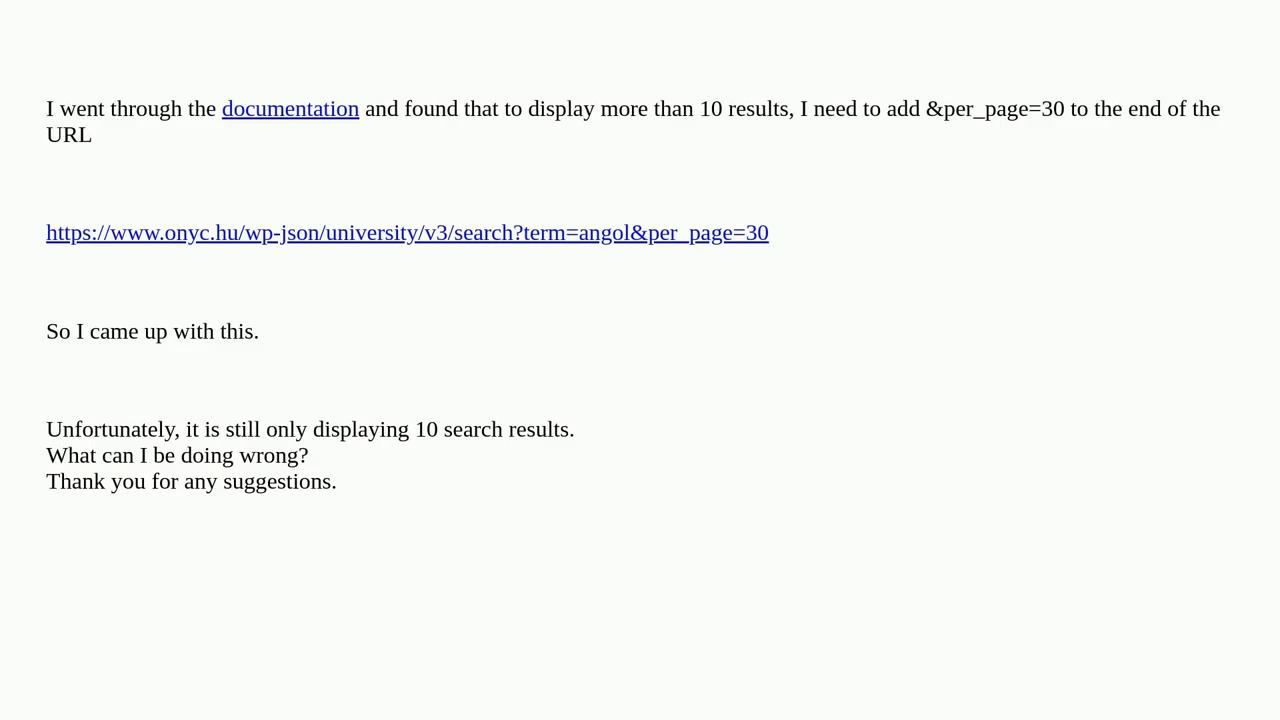 I went through the documentation and found that to display more than 10 results, I need to add &per_page=30 to the end of the
URL
https://www.onyc.hu/wp-json/university/v3/search?term=angol&per_page=30
So I came up with this.
Unfortunately, it is still only displaying 10 search results.
What can I be doing wrong?
Thank you for any suggestions.